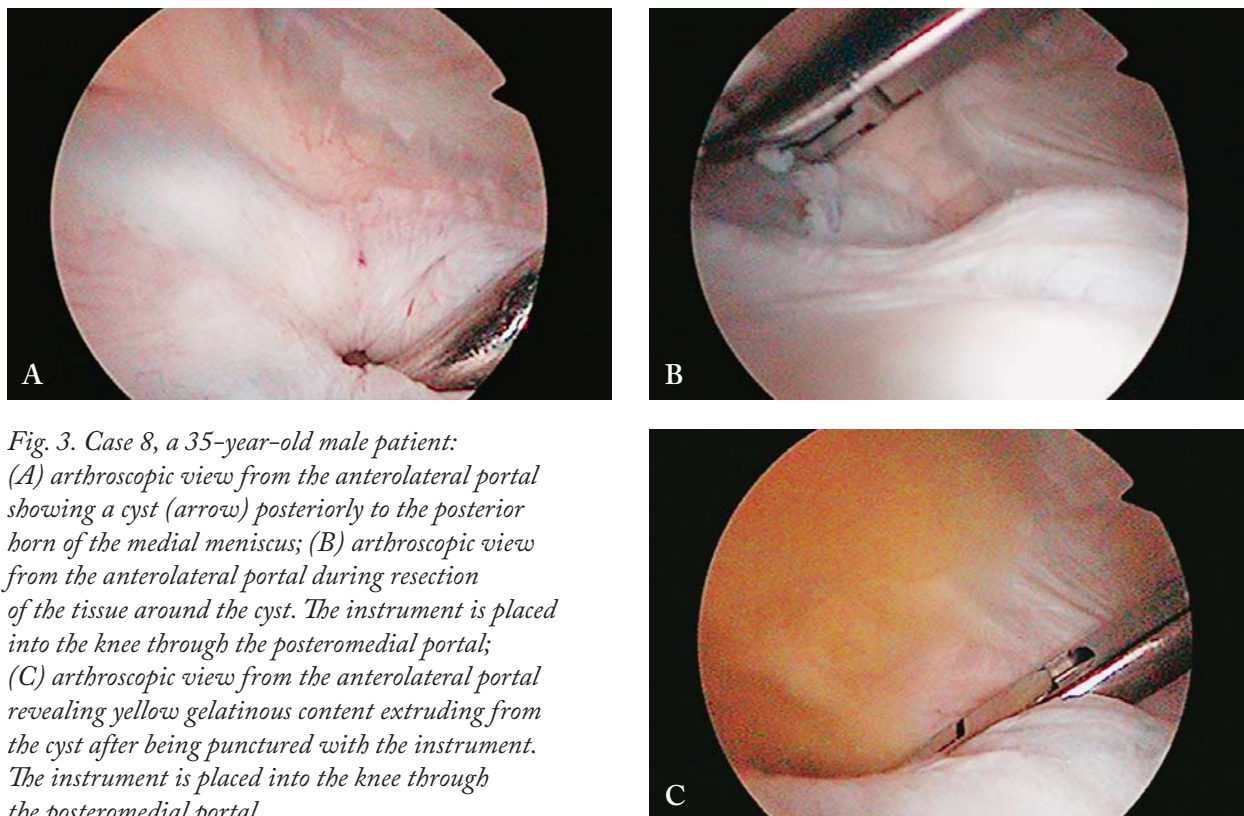 A
B
Fig. 3. Case 8, a 35-year-old male patient:
(A) arthroscopic view from the anterolateral portal
showing a cyst (arrow) posteriorly to the posterior
horn of the medial meniscus; (B) arthroscopic view
from the anterolateral portal during resection
of the tissue around the cyst. The instrument is placed
into the knee through the posteromedial portal;
(C) arthroscopic view from the anterolateral portal
revealing yellow gelatinous content extruding from
the cyst after being punctured with the instrument.
The instrument is placed into the knee through
the posteromedial portal
C